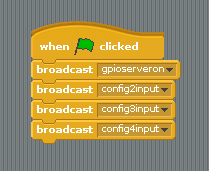 when clicked
broadcast gpioserveron
broadcast config2input
broadcast config3input
broadcast config4input